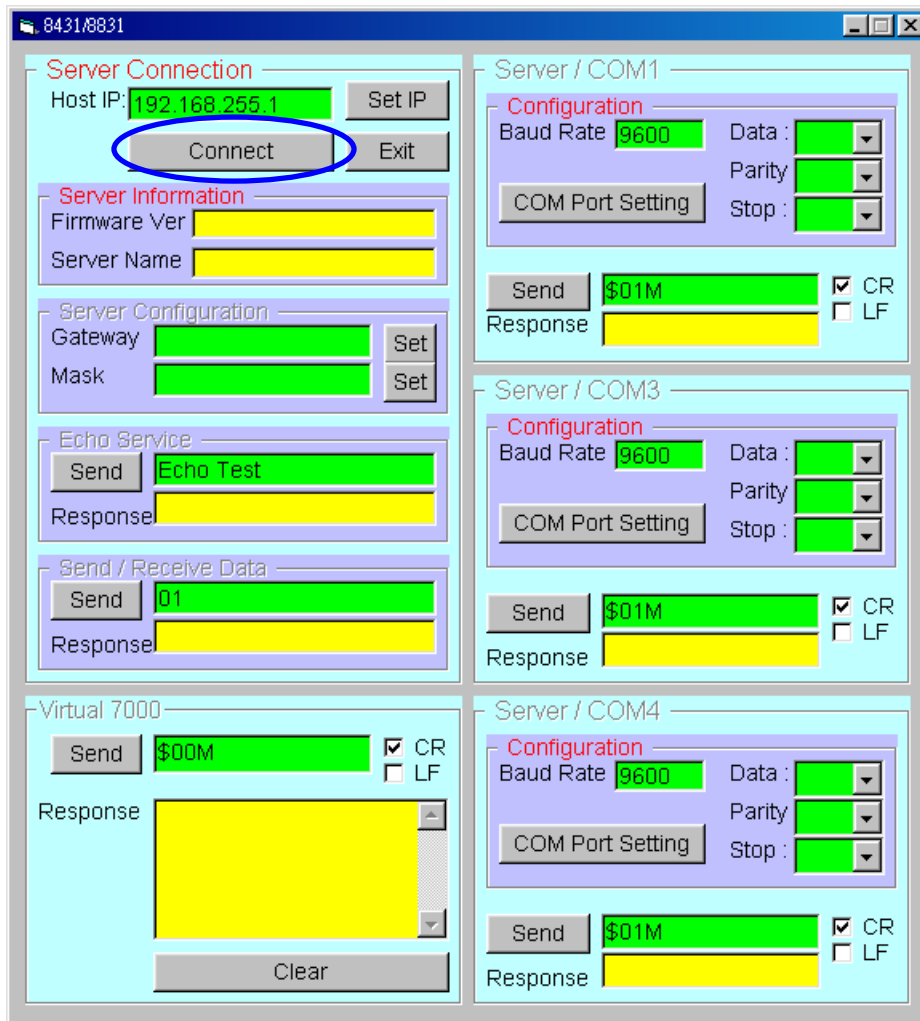 8431/8831
Server Connection
Host IP: 192.168.255.1 Set IP
Connect Exit
Server Information
Firmware Ver
Server Name
Server Configuration
Gateway Set
Mask Set
Echo Service
Send Echo Test
Response
Send / Receive Data
Send 01
Response
Virtual 7000
Send $00M CR
LF
Response
Clear
Server / COM1
Configuration
Baud Rate 9600 Data :
Parity
COM Port Setting Stop :
Send $01M CR
Response LF
Server / COM3
Configuration
Baud Rate 9600 Data :
Parity
COM Port Setting Stop :
Send $01M CR
LF
Response
Server / COM4
Configuration
Baud Rate 9600 Data :
Parity
COM Port Setting Stop :
Send $01M CR
LF
Response